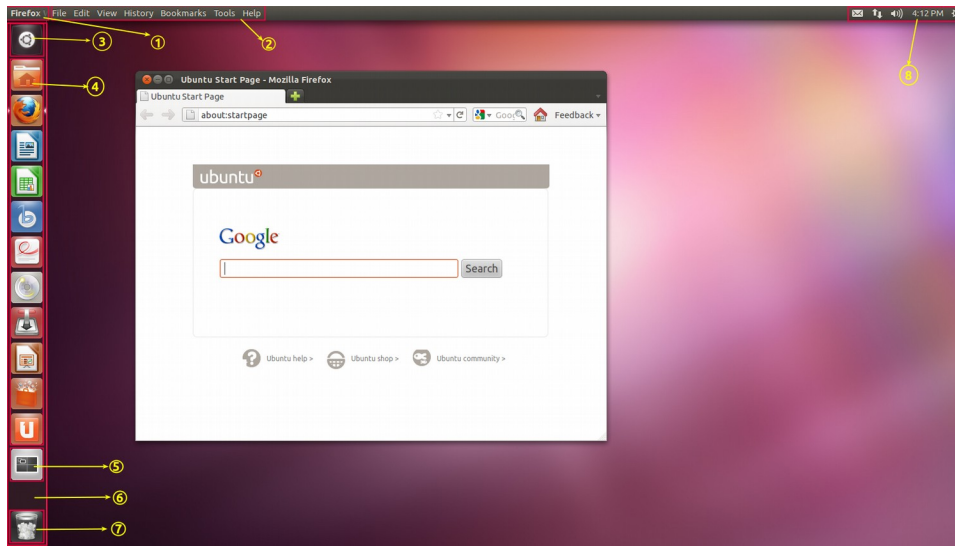 Firefox File Edit View History Bookmarks Tools Help 4:12 PM
③ ① ②
⑧
④
Ubuntu Start Page - Mozilla Firefox
Ubuntu Start Page
about:startpage Goo Feedback
ubuntu
Google
Search
Ubuntu help > Ubuntu shop > Ubuntu community >
⑤
⑥
⑦